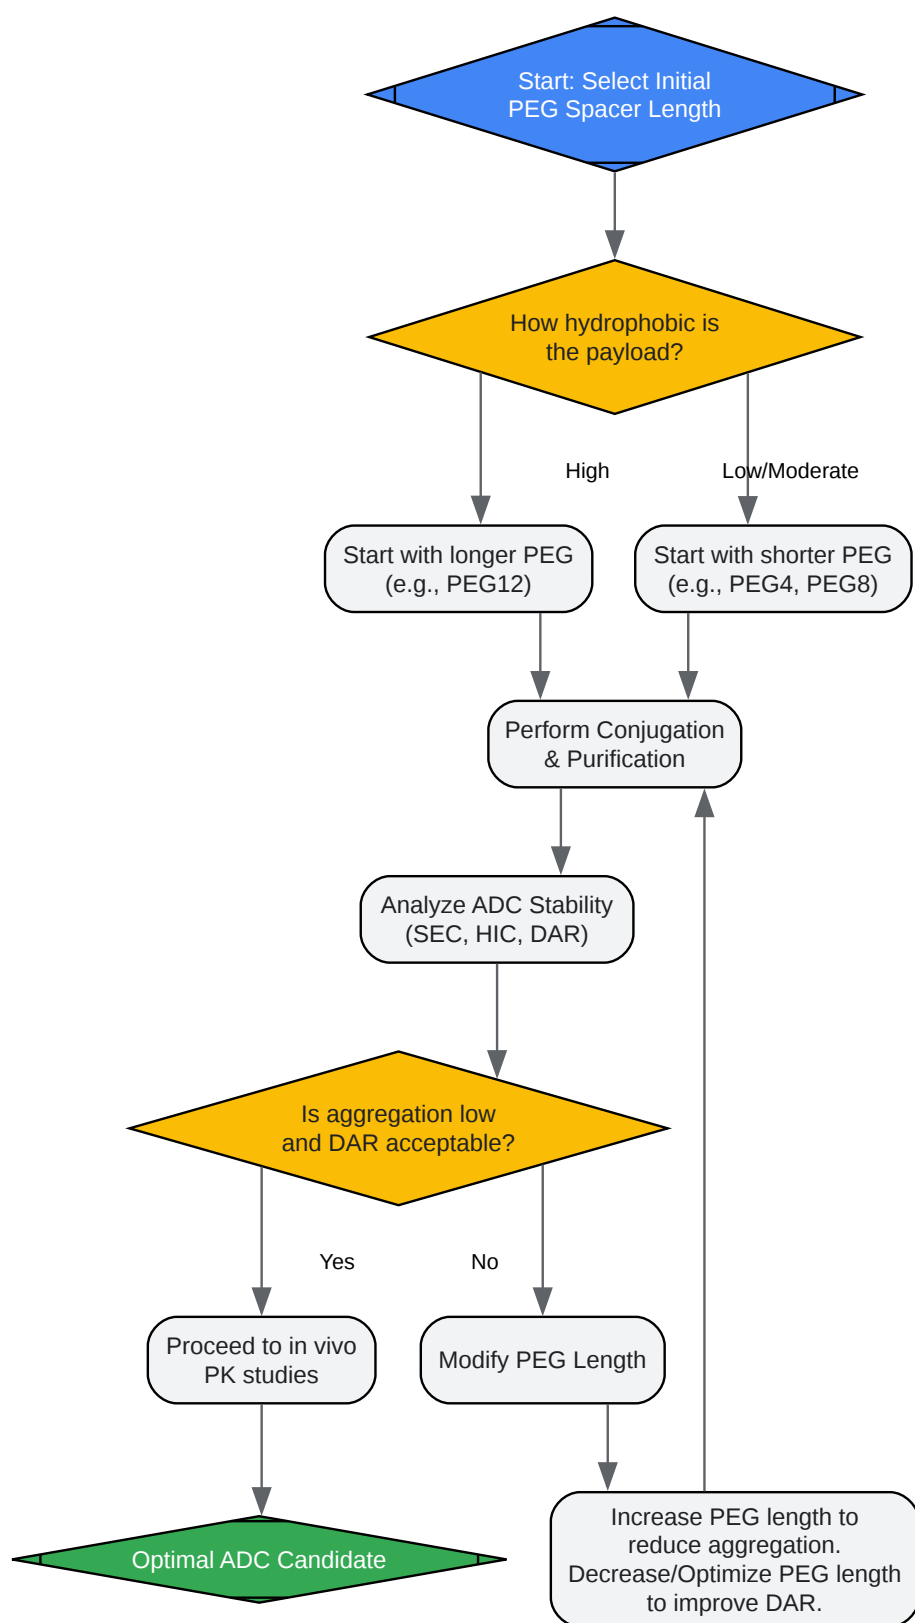 Start: Select Initial
PEG Spacer Length
How hydrophobic is
the payload?
High
Low/Moderate
Start with longer PEG
(e.g., PEG12)
Start with shorter PEG
(e.g., PEG4, PEG8)
Perform Conjugation
& Purification
Analyze ADC Stability
(SEC, HIC, DAR)
Is aggregation low
and DAR acceptable?
Yes
No
Proceed to in vivo
PK studies
Modify PEG Length
Optimal ADC Candidate
Increase PEG length to
reduce aggregation.
Decrease/Optimize PEG length
to improve DAR.